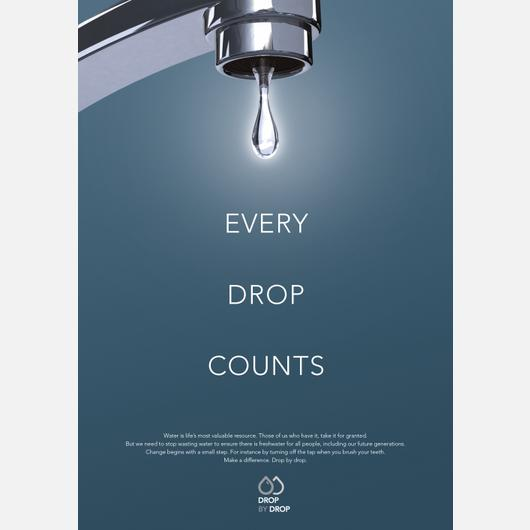 EVERY
DROP
COUNTS
Water is life's most valuable resource. Those of us who have it, take it for granted.
But we need to stop wasting water to ensure there is freshwater for all people, including our future generations.
Change begins with a small step. For instance by turning off the tap when you brush your teeth.
Make a difference. Drop by drop.
DROP
BY DROP